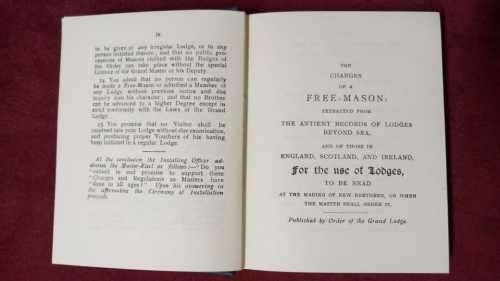 ix
to be given at any irregular Lodge, or to any
person initiated therein; and that no public pro-
cessions of Masons clothed with the Badges of
the Order can take place without the special
Licence of the Grand Master or his Deputy.
14. You admit that no person can regularly
be made a Free-Mason or admitted a Member of
any Lodge without previous notice and due
inquiry into his character; and that no Brother
can be advanced to a higher Degree except in
strict conformity with the Laws of the Grand
Lodge.
15. You promise that no Visitor shall be
received into your Lodge without due examination,
and producing proper Vouchers of his having
been initiated in a regular Lodge.
At the conclusion the Installing Officer ad-
dresses the Master-Elect as follows:—"Do you
submit to and promise to support these
Charges and Regulations as Masters have
done in all ages?" Upon his answering in
the affirmative the Ceremony of Installation
proceeds.
THE
CHARGES
OF A
FREE-MASON:
EXTRACTED FROM
THE ANTIENT RECORDS OF LODGES
BEYOND SEA,
AND OF THOSE IN
ENGLAND, SCOTLAND, AND IRELAND,
For the use of Lodges,
TO BE READ
AT THE MAKING OF NEW BRETHREN, OR WHEN
THE MASTER SHALL ORDER IT.
Published by Order of the Grand Lodge.